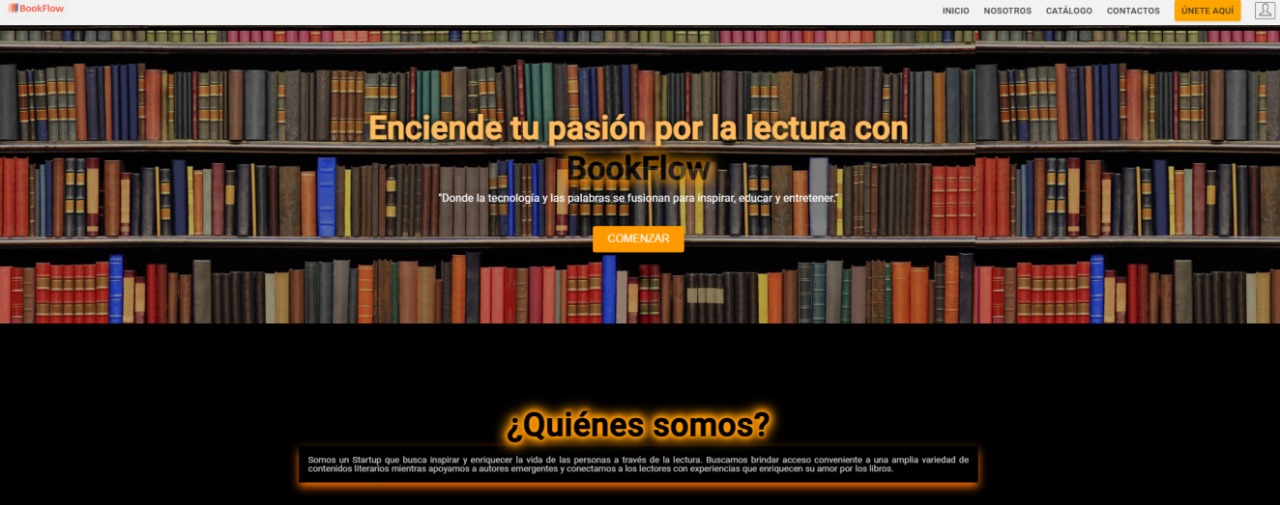 BookFlow
INICIO NOSOTROS CATÁLOGO CONTACTOS ÚNETE AQUÍ
Enciende tu pasión por la lectura con
BookFlow
"Donde la tecnología y las palabras se fusionan para inspirar, educar y entretener."
COMENZAR
¿Quiénes somos?
Somos un Startup que busca inspirar y enriquecer la vida de las personas a través de la lectura. Buscamos brindar acceso conveniente a una amplia variedad de
contenidos literarios mientras apoyamos a autores emergentes y conectamos a los lectores con experiencias que enriquecen su amor por los libros.